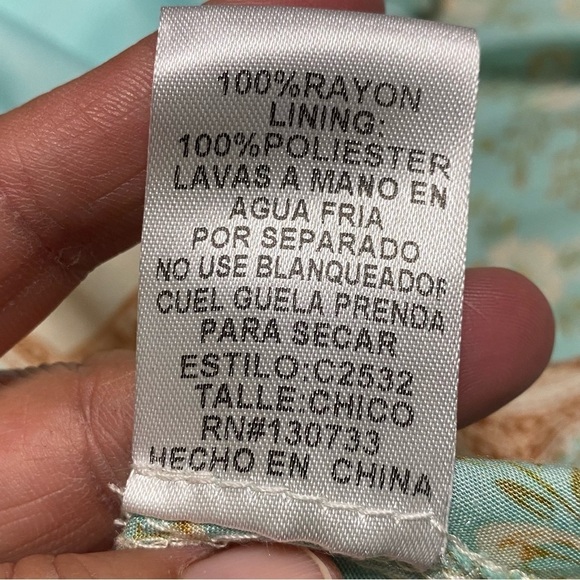 100%RAYON
LINING:
100%POLIESTER
LAVAS A MANO EN
AGUA FRIA
POR SEPARADO
NO USE BLANQUEADOR
CUEL GUELA PRENDA
PARA SECAR
ESTILO:C2532
TALLE:CHICO
RN#130733
HECHO EN CHINA